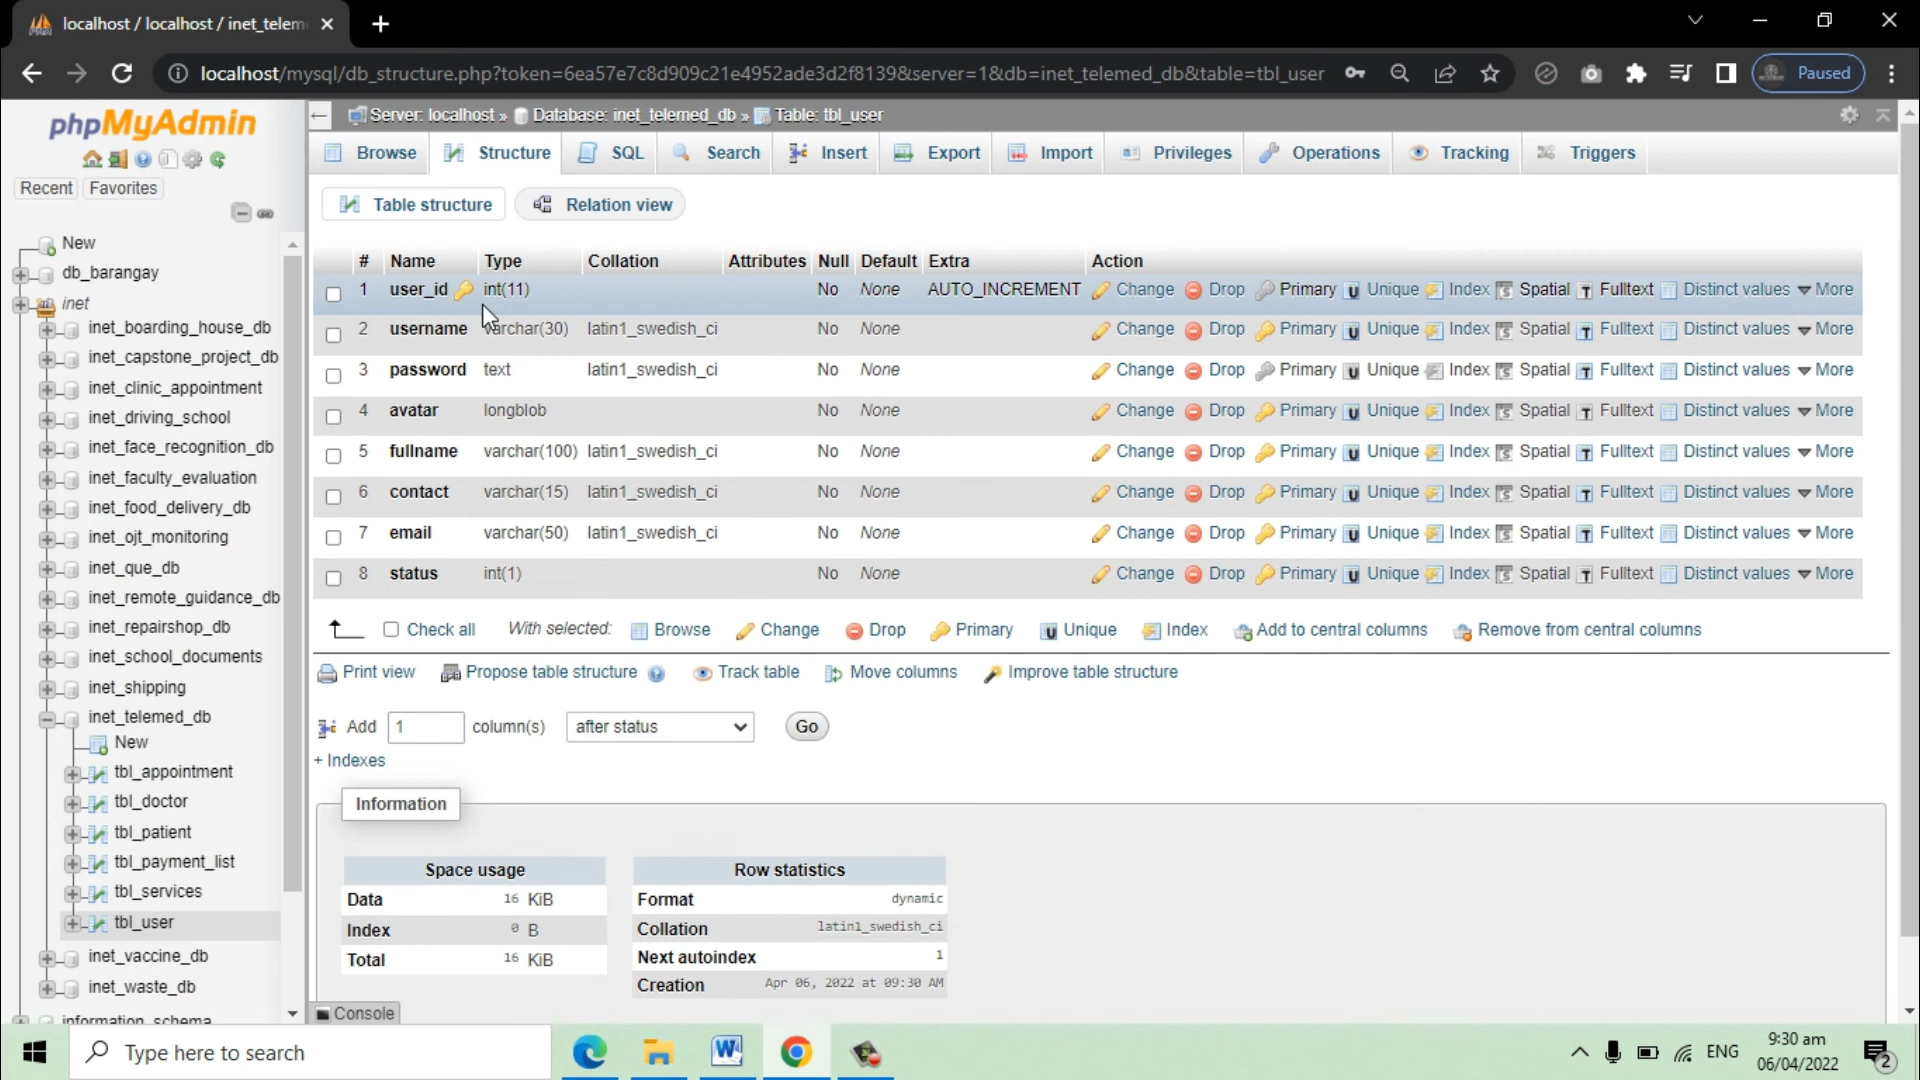 localhost / localhost / inet_telem
localhost/mysql/db_structure.php?token=6ea57e7c8d909c21e4952ade3d2f8139&server=1&db=inet_telemed_db&table=tbl_user
Paused
phpMyAdmin
Recent Favorites
New
db_barangay
inet
inet_boarding_house_db
inet_capstone_project_db
inet_clinic_appointment
inet_driving_school
inet_face_recognition_db
inet_faculty_evaluation
inet_food_delivery_db
inet_ojt_monitoring
inet_que_db
inet_remote_guidance_db
inet_repairshop_db
inet_school_documents
inet_shipping
inet_telemed_db
New
tbl_appointment
tbl_doctor
tbl_patient
tbl_payment_list
tbl_services
tbl_user
inet_vaccine_db
inet_waste_db
information_schema
Server: localhost » Database: inet_telemed_db » Table: tbl_user
Browse Structure SQL Search Insert Export Import Privileges Operations Tracking Triggers
Table structure Relation view
# Name Type Collation Attributes Null Default Extra Action
1 user_id int(11) No None AUTO_INCREMENT Change Drop Primary Unique Index Spatial Fulltext Distinct values More
2 username varchar(30) latin1_swedish_ci No None Change Drop Primary Unique Index Spatial Fulltext Distinct values More
3 password text latin1_swedish_ci No None Change Drop Primary Unique Index Spatial Fulltext Distinct values More
4 avatar longblob No None Change Drop Primary Unique Index Spatial Fulltext Distinct values More
5 fullname varchar(100) latin1_swedish_ci No None Change Drop Primary Unique Index Spatial Fulltext Distinct values More
6 contact varchar(15) latin1_swedish_ci No None Change Drop Primary Unique Index Spatial Fulltext Distinct values More
7 email varchar(50) latin1_swedish_ci No None Change Drop Primary Unique Index Spatial Fulltext Distinct values More
8 status int(1) No None Change Drop Primary Unique Index Spatial Fulltext Distinct values More
Check all With selected: Browse Change Drop Primary Unique Index Add to central columns Remove from central columns
Print view Propose table structure Track table Move columns Improve table structure
Add 1 column(s) after status Go
+ Indexes
Information
Space usage
Data 16 KiB
Index 0 B
Total 16 KiB
Row statistics
Format dynamic
Collation latin1_swedish_ci
Next autoindex 1
Creation Apr 06, 2022 at 09:30 AM
Console
Type here to search
ENG
9:30 am
06/04/2022
2